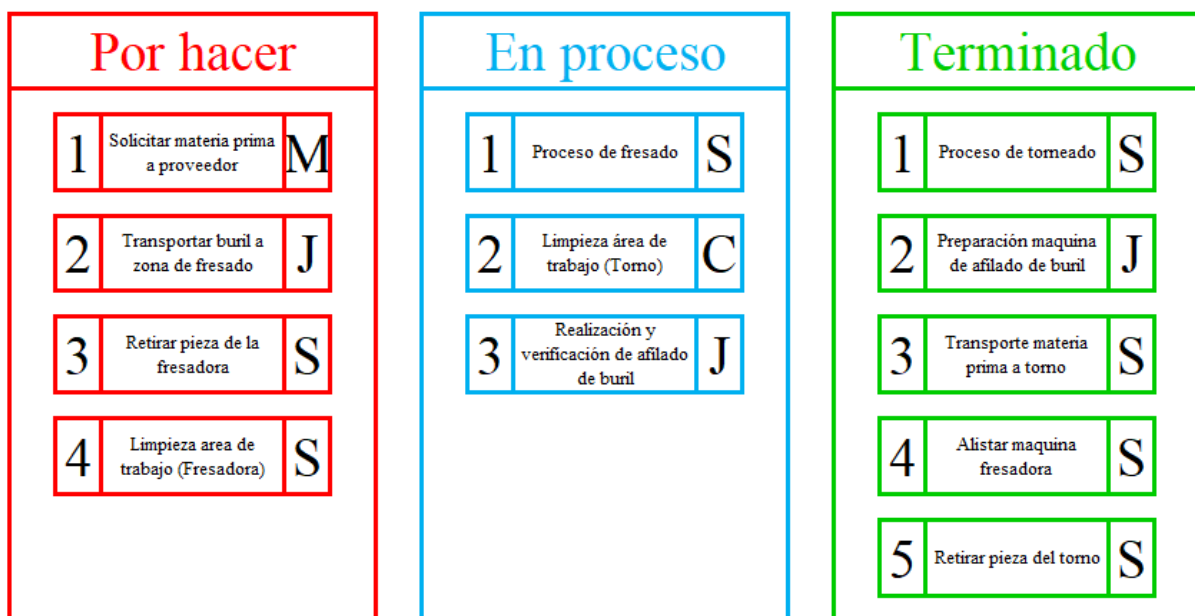 Por hacer
1
Solicitar materia prima
a proveedor
M
2
Transportar buril a
zona de fresado
J
3
Retirar pieza de la
fresadora
S
4
Limpieza area de
trabajo (Fresadora)
S
En proceso
1
Proceso de fresado
S
2
Limpieza área de
trabajo (Torno)
C
3
Realización y
verificación de afilado
de buril
J
Terminado
1
Proceso de torneado
S
2
Preparación maquina
de afilado de buril
J
3
Transporte materia
prima a torno
S
4
Alistar maquina
fresadora
S
5
Retirar pieza del torno
S